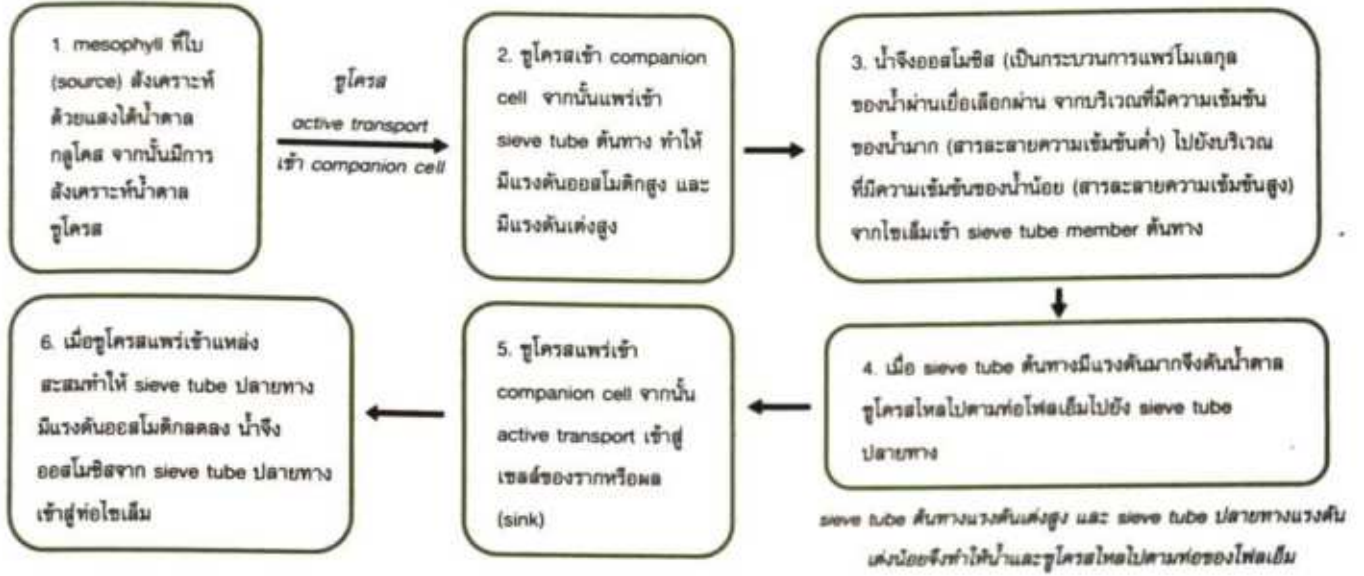 1. mesophyll ที่ใบ
(source) สังเคราะห์
ด้วยแสงได้น้ำตาล
กลูโคส จากนั้นมีการ
สังเคราะห์น้ำตาล
ซูโครส
ซูโครส
active transport
เข้า companion cell
2. ซูโครสเข้า companion
cell จากนั้นแพร่เข้า
sieve tube ต้นทาง ทำให้
มีแรงดันออสโมติกสูง และ
มีแรงดันเต่งสูง
3. น้ำจึงออสโมซิส (เป็นกระบวนการแพร่โมเลกุล
ของน้ำผ่านเยื่อเลือกผ่าน จากบริเวณที่มีความเข้มข้น
ของน้ำมาก (สารละลายความเข้มข้นต่ำ) ไปยังบริเวณ
ที่มีความเข้มข้นของน้ำน้อย (สารละลายความเข้มข้นสูง)
จากไซเล็มเข้า sieve tube member ต้นทาง
4. เมื่อ sieve tube ต้นทางมีแรงดันมากจึงดันน้ำตาล
ซูโครสไหลไปตามท่อโฟลเอ็มไปยัง sieve tube
ปลายทาง
sieve tube ต้นทางแรงดันเต่งสูง และ sieve tube ปลายทางแรงดัน
เต่งน้อยจึงทำให้น้ำและซูโครสไหลไปตามท่อของโฟลเอ็ม
5. ซูโครสแพร่เข้า
companion cell จากนั้น
active transport เข้าสู่
เซลล์ของรากหรือผล
(sink)
6. เมื่อซูโครสแพร่เข้าแหล่ง
สะสมทำให้ sieve tube ปลายทาง
มีแรงดันออสโมติกลดลง น้ำจึง
ออสโมซิสจาก sieve tube ปลายทาง
เข้าสู่ท่อไซเล็ม